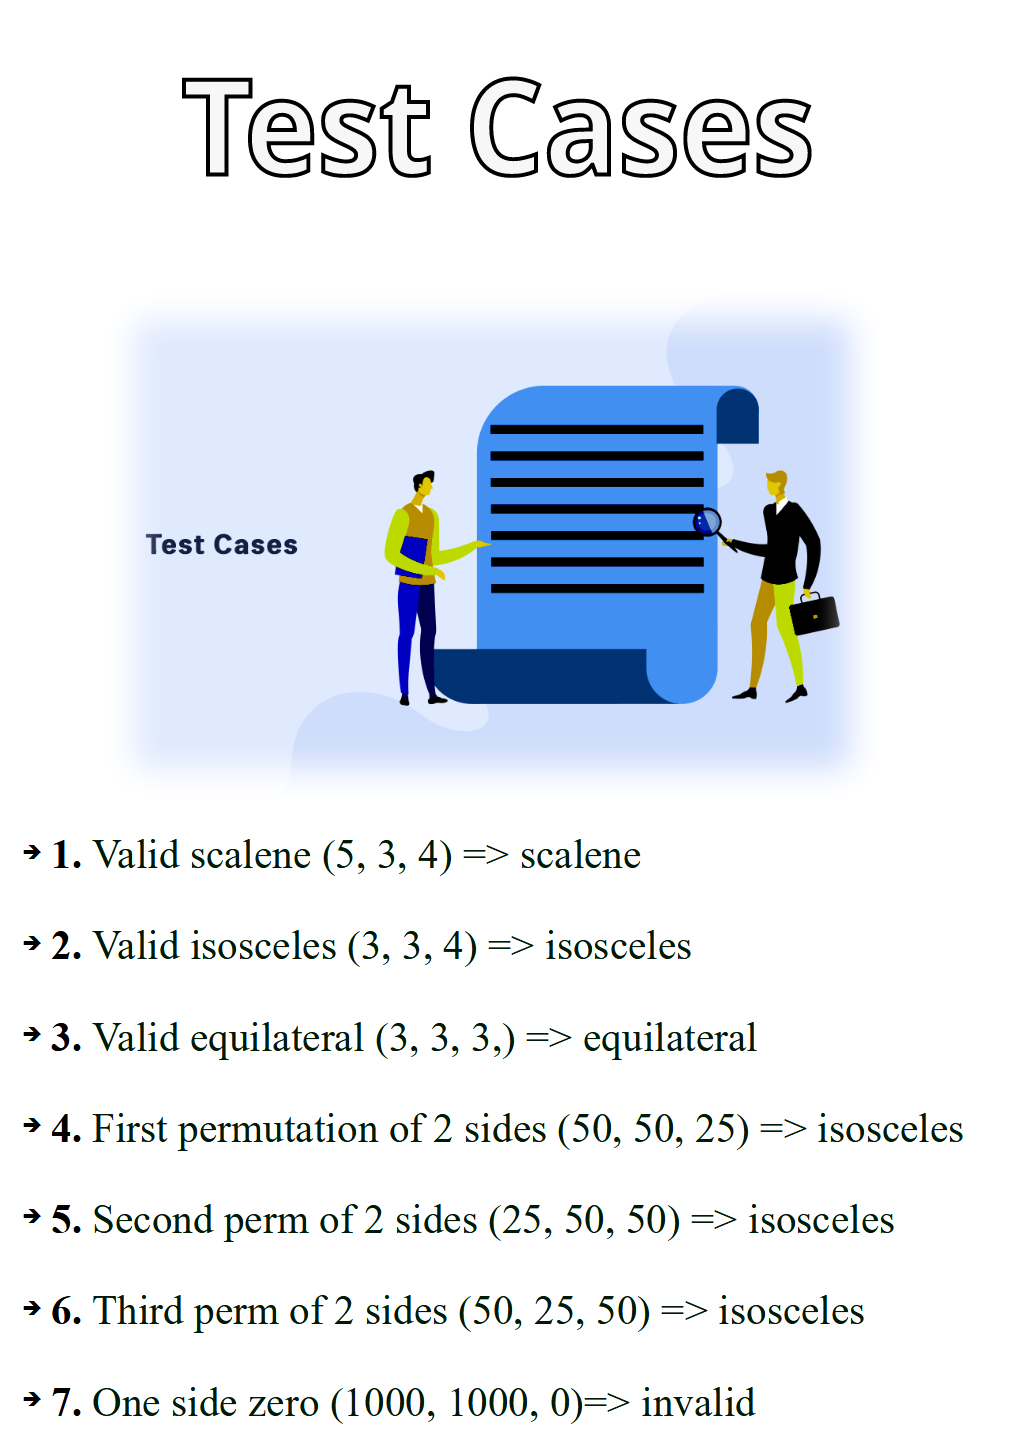 Test Cases
Test Cases
➔ 1. Valid scalene (5, 3, 4) => scalene
➔ 2. Valid isosceles (3, 3, 4) => isosceles
➔ 3. Valid equilateral (3, 3, 3,) => equilateral
➔ 4. First permutation of 2 sides (50, 50, 25) => isosceles
➔ 5. Second perm of 2 sides (25, 50, 50) => isosceles
➔ 6. Third perm of 2 sides (50, 25, 50) => isosceles
➔ 7. One side zero (1000, 1000, 0)=> invalid